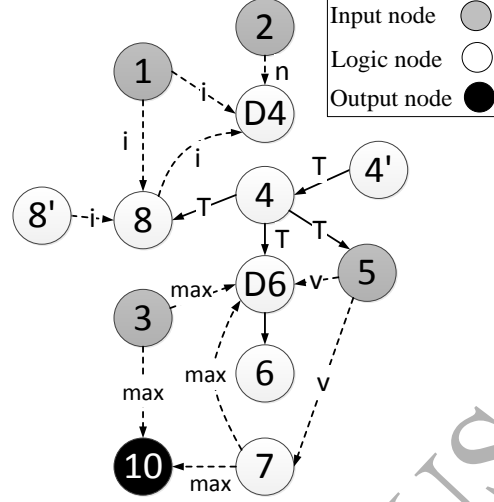 2
Input node
1
n
Logic node
i
D4
Output node
i
i
4'
T
8'
i
8
T
4
T
T
5
D6
v
3
max
max
6
v
max
10
max
7
US